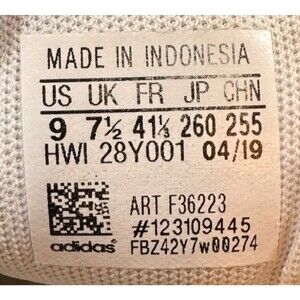 MADE IN INDONESIA
US UK FR JP CHN
9 7½ 41⅓ 260 255
HWI 28Y001 04/19
ART F36223
#123109445
adidas FBZ42Y7w00274